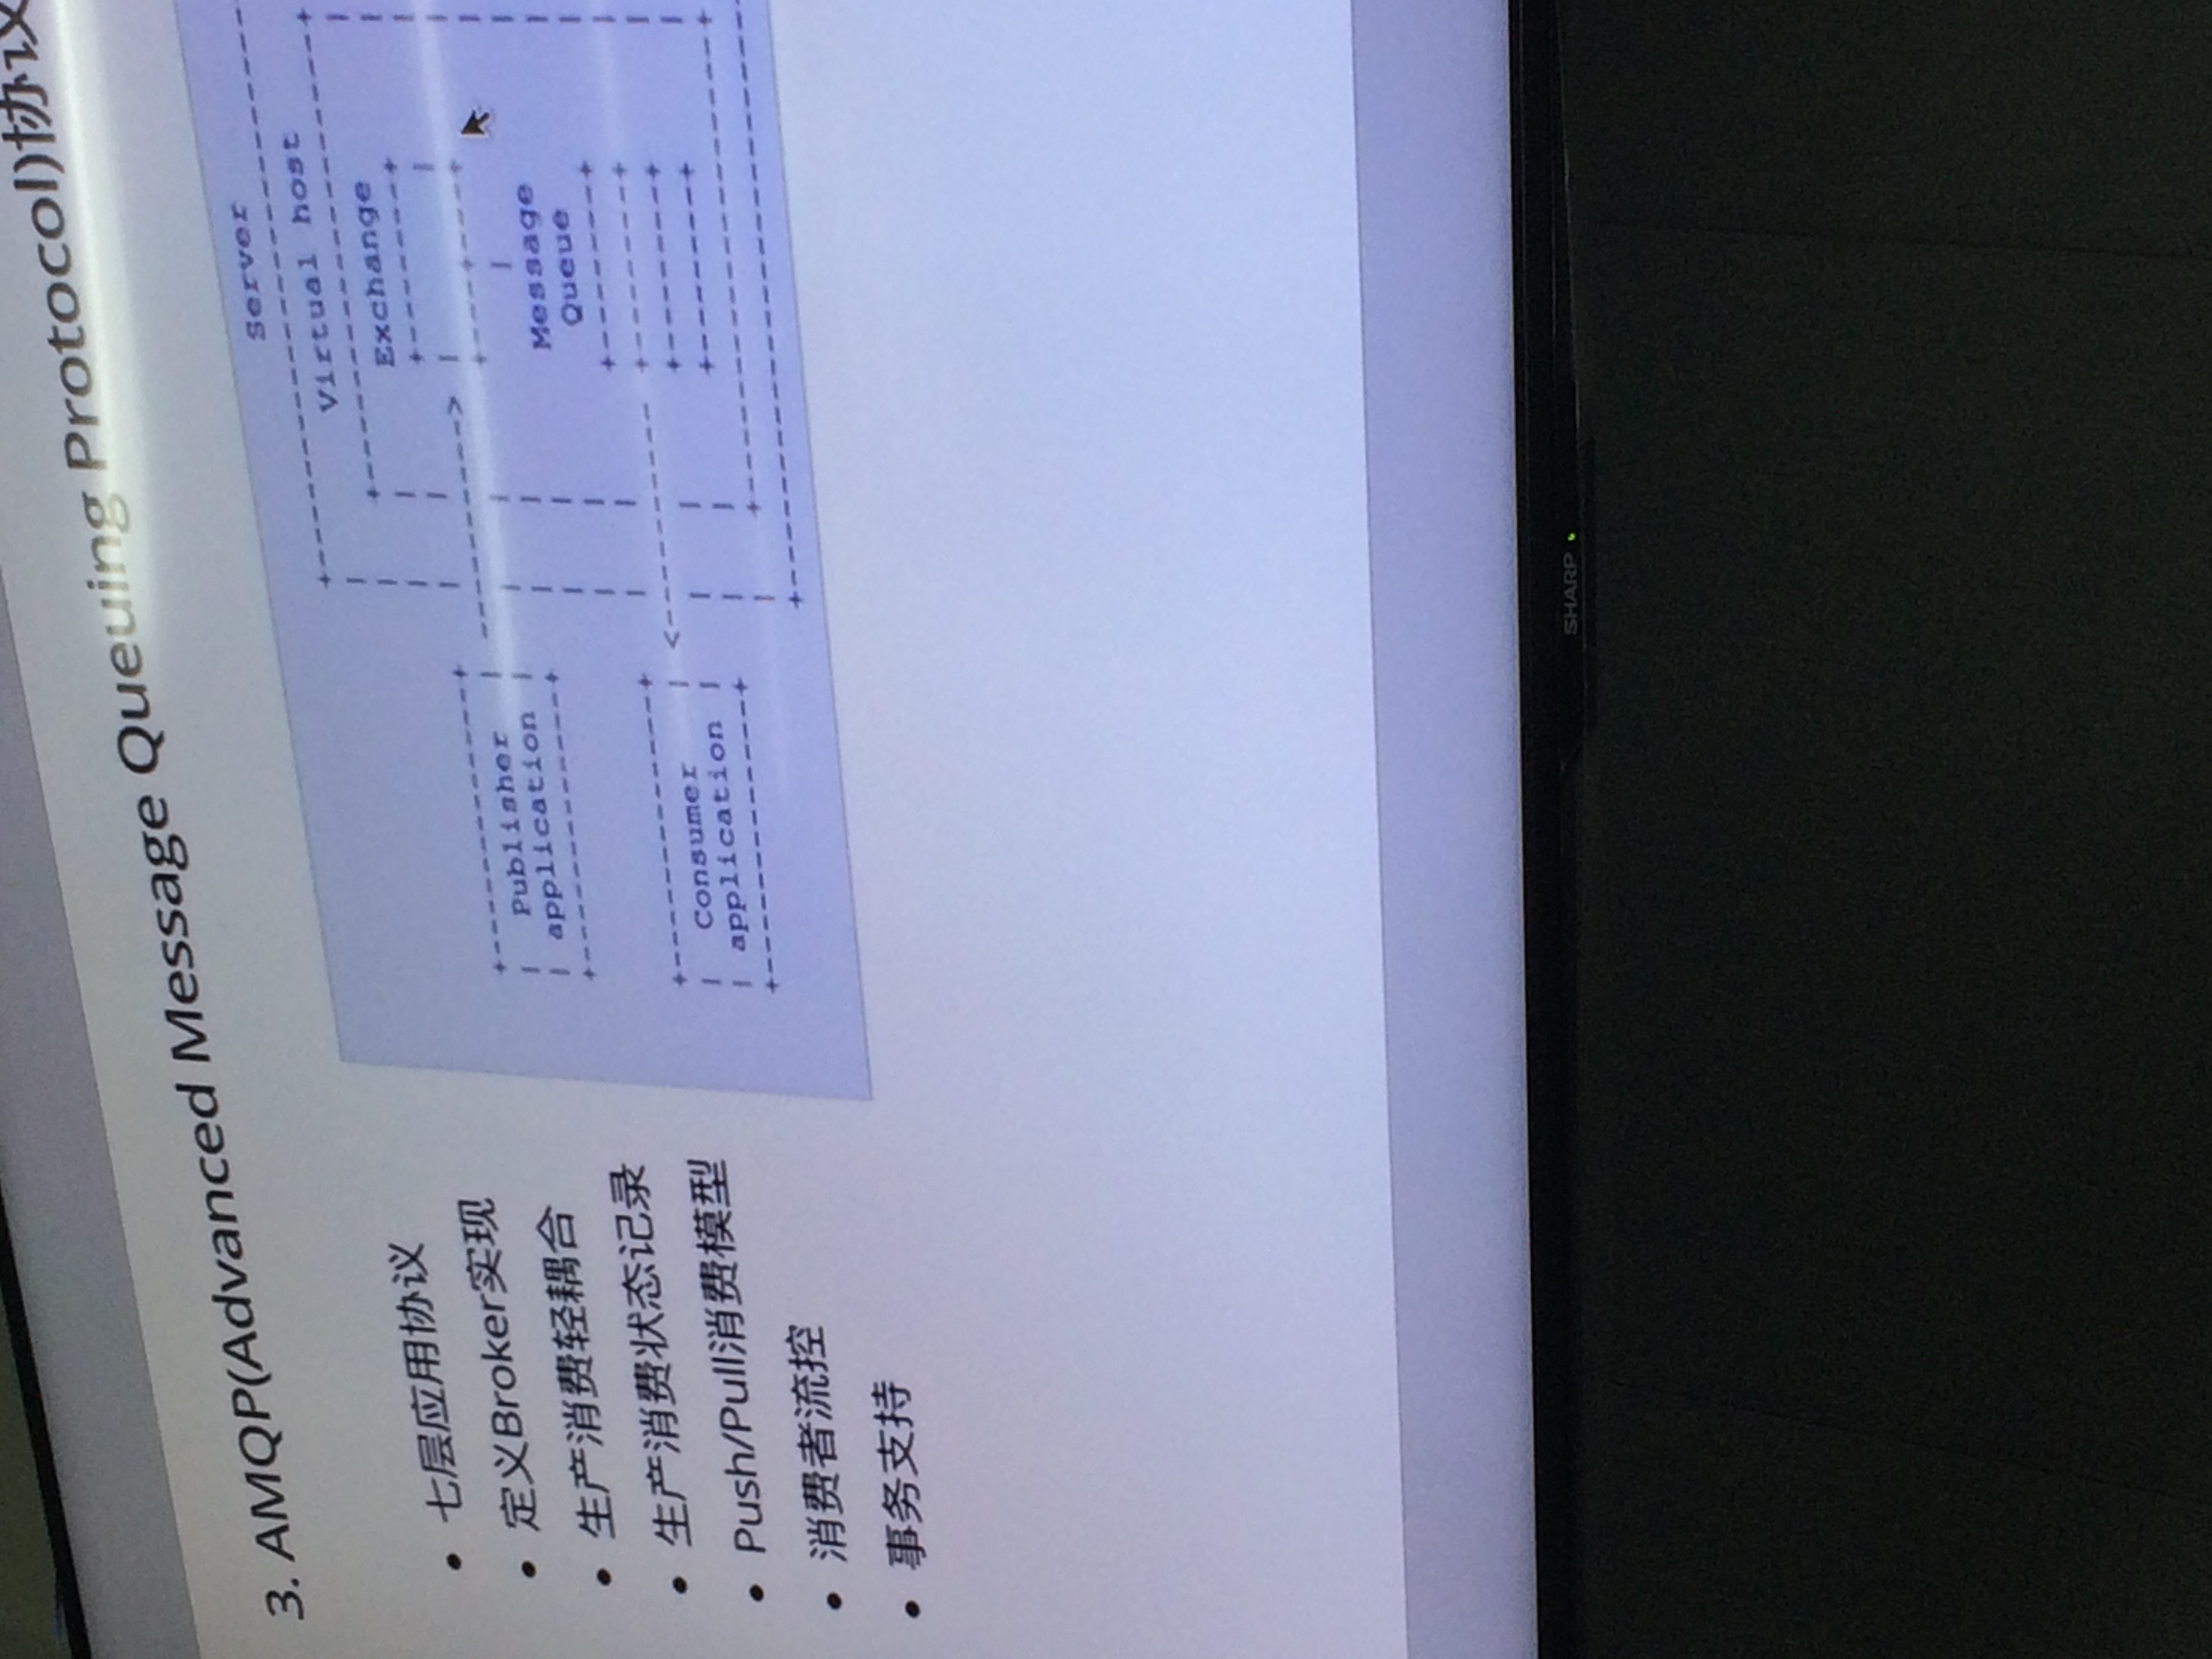 3. AMQP(Advanced Message Queuing Protocol)协议
• 七层应用协议
• 定义Broker实现
• 生产消费轻耦合
• 生产消费状态记录
• Push/Pull消费模型
• 消费者流控
• 事务支持
Server
Virtual host
Exchange
Publisher
application
Message
Queue
Consumer
application
SHARP